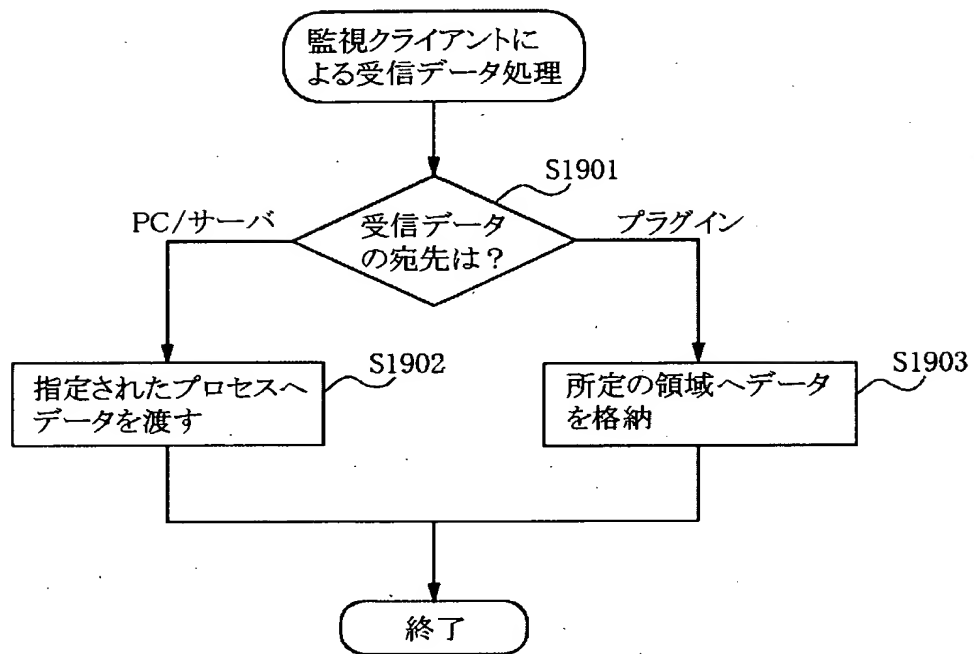 監視クライアントに
よる受信データ処理
S1901
PC/サーバ
受信データ
の宛先は?
プラグイン
S1902
指定されたプロセスへ
データを渡す
S1903
所定の領域へデータ
を格納
終了